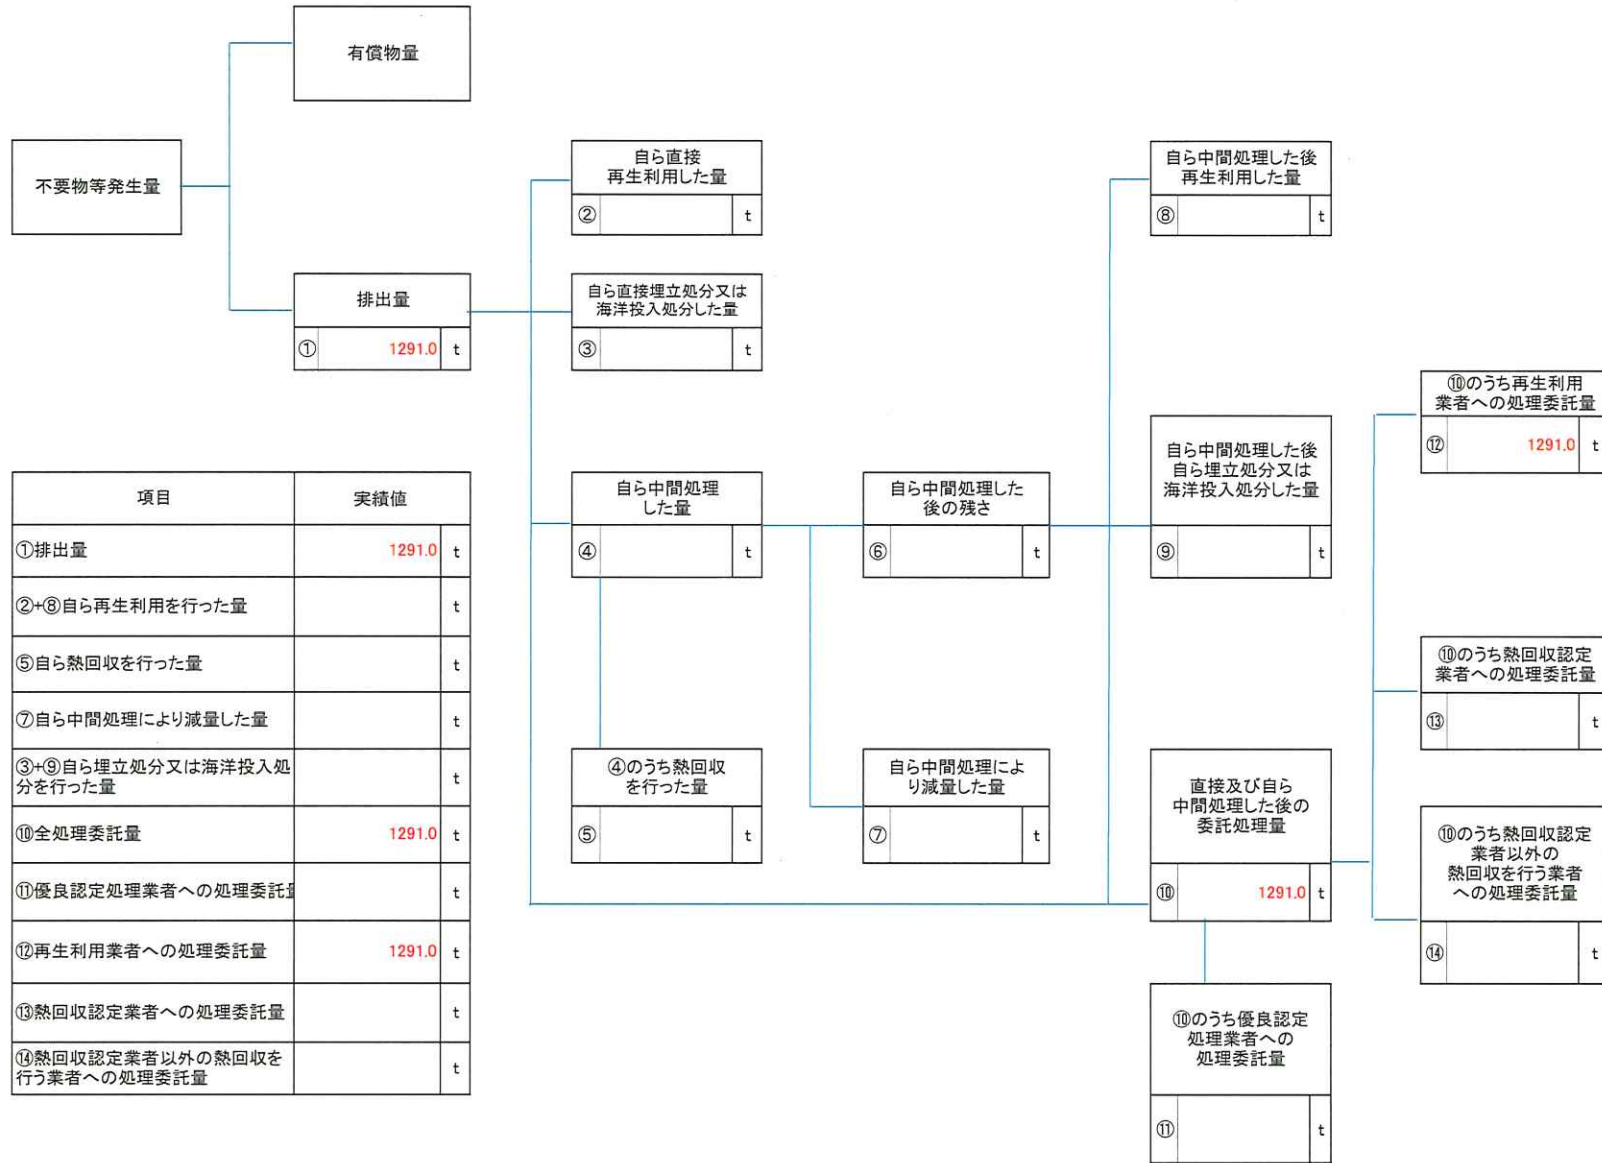 有償物量
不要物等発生量
排出量
① 1291.0 t
自ら直接
再生利用した量
② t
自ら直接埋立処分又は
海洋投入処分した量
③ t
自ら中間処理
した量
④ t
④のうち熱回収
を行った量
⑤ t
自ら中間処理した
後の残さ
⑥ t
自ら中間処理によ
り減量した量
⑦ t
自ら中間処理した後
再生利用した量
⑧ t
自ら中間処理した後
自ら埋立処分又は
海洋投入処分した量
⑨ t
直接及び自ら
中間処理した後の
委託処理量
⑩ 1291.0 t
⑩のうち優良認定
処理業者への
処理委託量
⑪ t
⑩のうち再生利用
業者への処理委託量
⑫ 1291.0 t
⑩のうち熱回収認定
業者への処理委託量
⑬ t
⑩のうち熱回収認定
業者以外の
熱回収を行う業者
への処理委託量
⑭ t
項目 実績値
①排出量 1291.0 t
②+⑧自ら再生利用を行った量 t
⑤自ら熱回収を行った量 t
⑦自ら中間処理により減量した量 t
③+⑨自ら埋立処分又は海洋投入処
分を行った量 t
⑩全処理委託量 1291.0 t
⑪優良認定処理業者への処理委託量 t
⑫再生利用業者への処理委託量 1291.0 t
⑬熱回収認定業者への処理委託量 t
⑭熱回収認定業者以外の熱回収を
行う業者への処理委託量 t